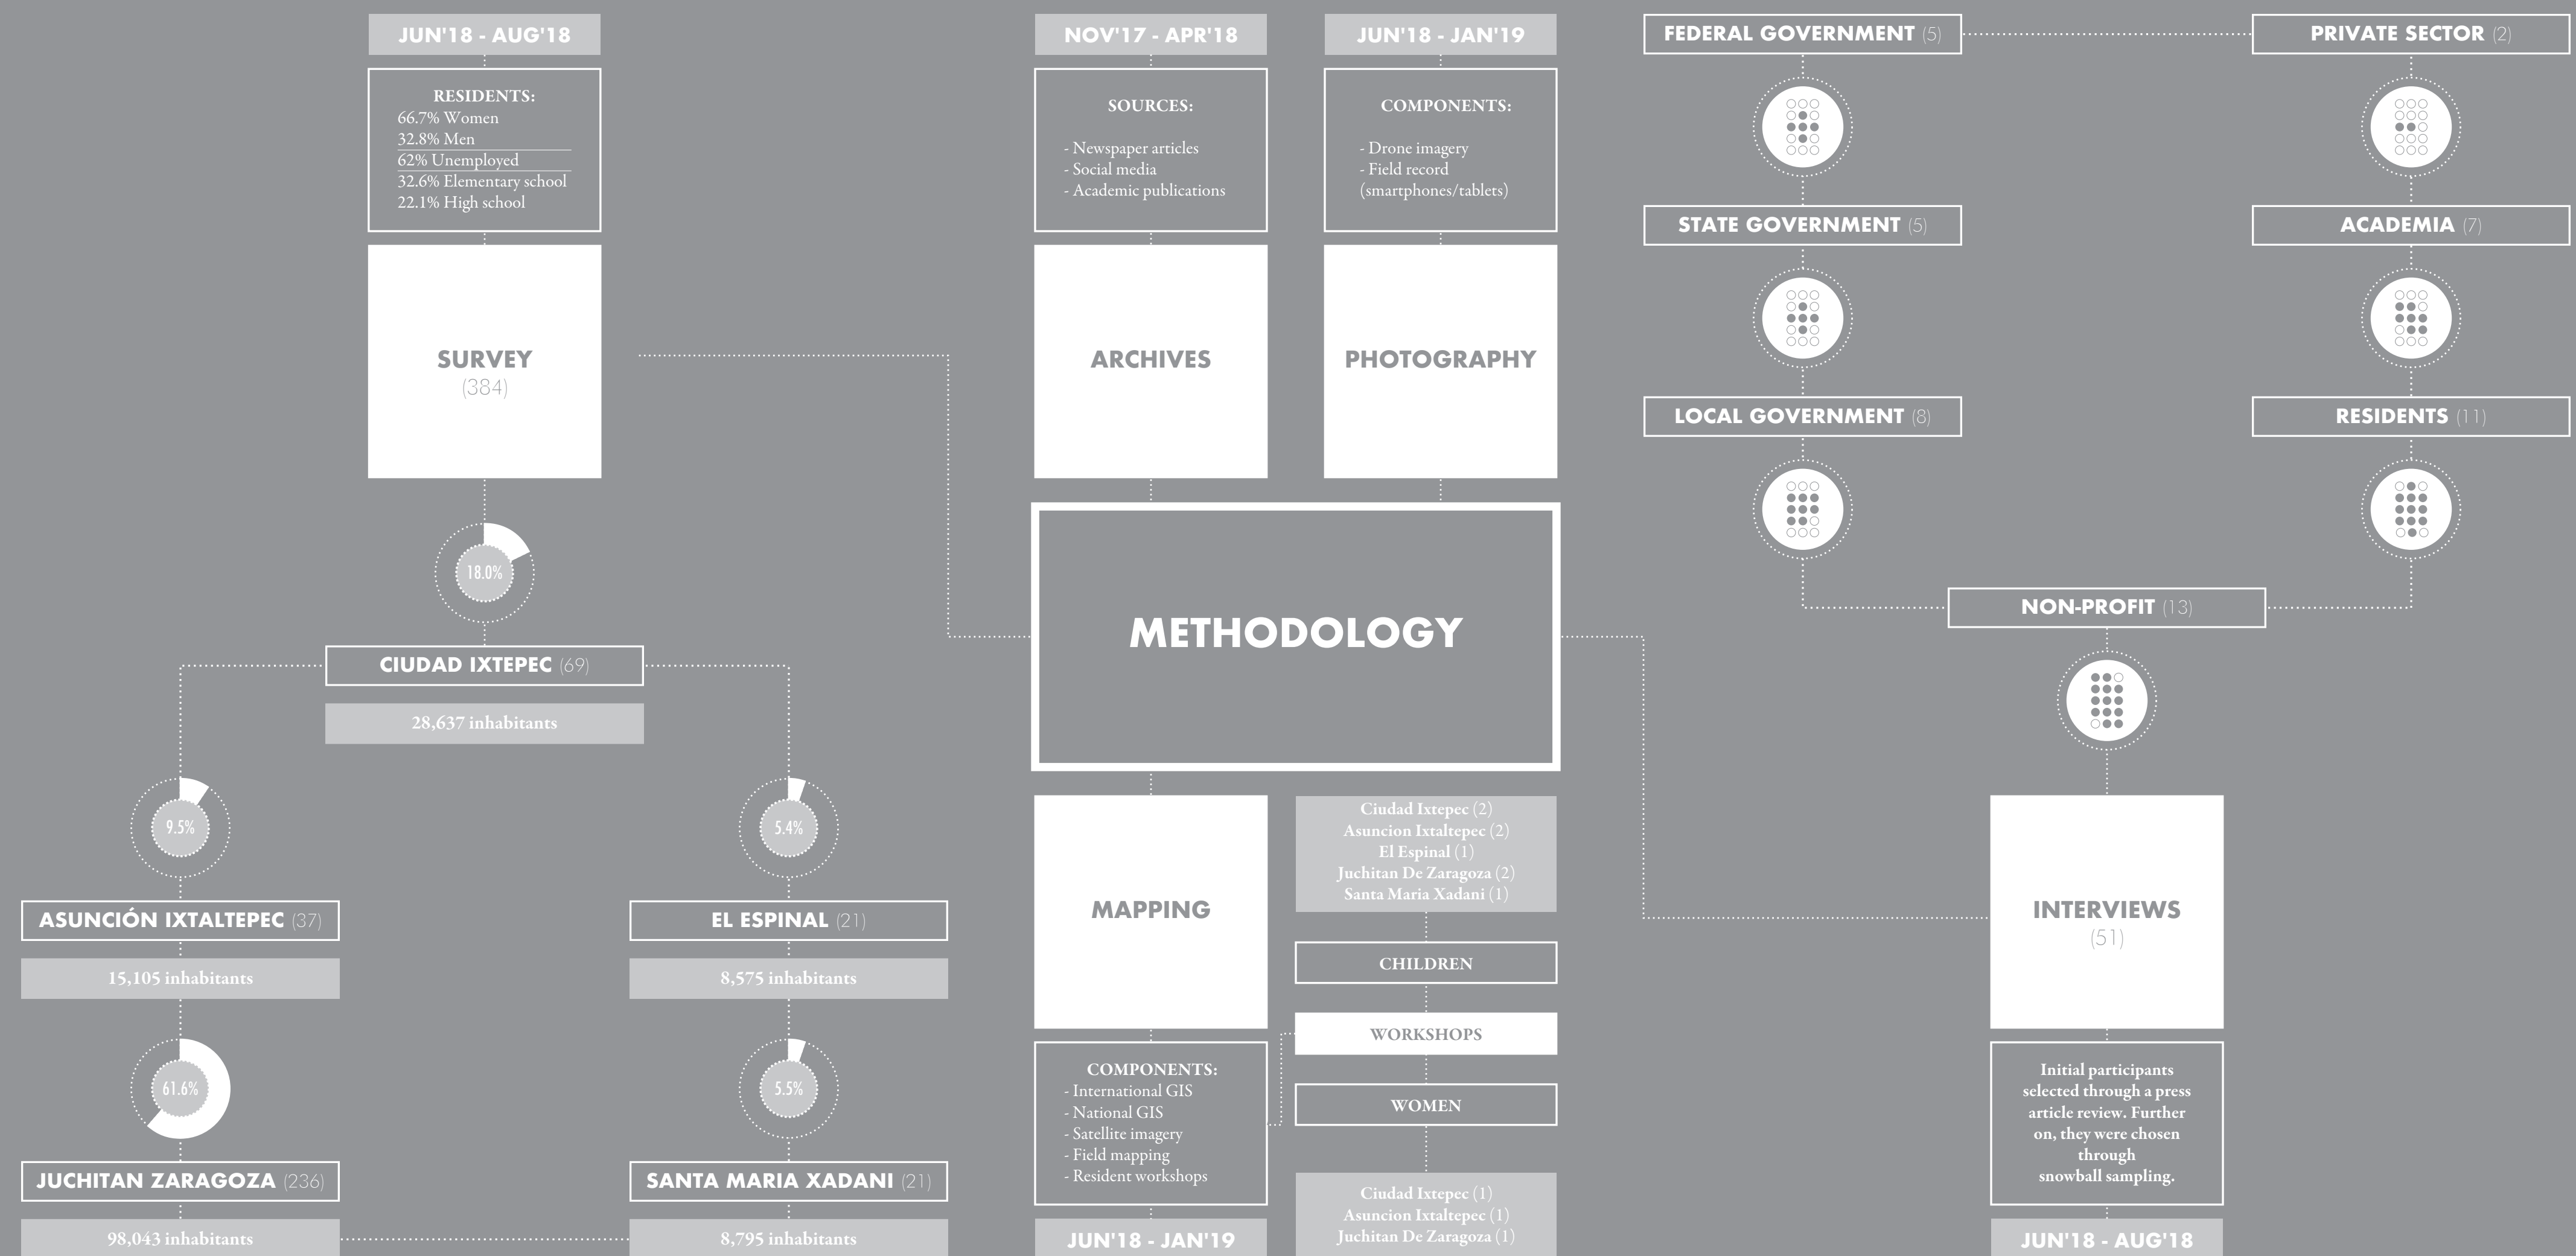 JUN'18 - AUG'18
RESIDENTS:
66.7% Women
32.8% Men
62% Unemployed
32.6% Elementary school
22.1% High school
SURVEY
(384)
18.0%
CIUDAD IXTEPEC (69)
28,637 inhabitants
9.5%
ASUNCIÓN IXTALTEPEC (37)
15,105 inhabitants
61.6%
JUCHITAN ZARAGOZA (236)
98,043 inhabitants
5.4%
EL ESPINAL (21)
8,575 inhabitants
5.5%
SANTA MARIA XADANI (21)
8,795 inhabitants
NOV'17 - APR'18
SOURCES:
- Newspaper articles
- Social media
- Academic publications
ARCHIVES
JUN'18 - JAN'19
COMPONENTS:
- Drone imagery
- Field record
(smartphones/tablets)
PHOTOGRAPHY
METHODOLOGY
MAPPING
COMPONENTS:
- International GIS
- National GIS
- Satellite imagery
- Field mapping
- Resident workshops
JUN'18 - JAN'19
Ciudad Ixtepec (2)
Asuncion Ixtaltepec (2)
El Espinal (1)
Juchitan De Zaragoza (2)
Santa Maria Xadani (1)
CHILDREN
WORKSHOPS
WOMEN
Ciudad Ixtepec (1)
Asuncion Ixtaltepec (1)
Juchitan De Zaragoza (1)
FEDERAL GOVERNMENT (5)
STATE GOVERNMENT (5)
LOCAL GOVERNMENT (8)
PRIVATE SECTOR (2)
ACADEMIA (7)
RESIDENTS (11)
NON-PROFIT (13)
INTERVIEWS
(51)
Initial participants
selected through a press
article review. Further
on, they were chosen
through
snowball sampling.
JUN'18 - AUG'18